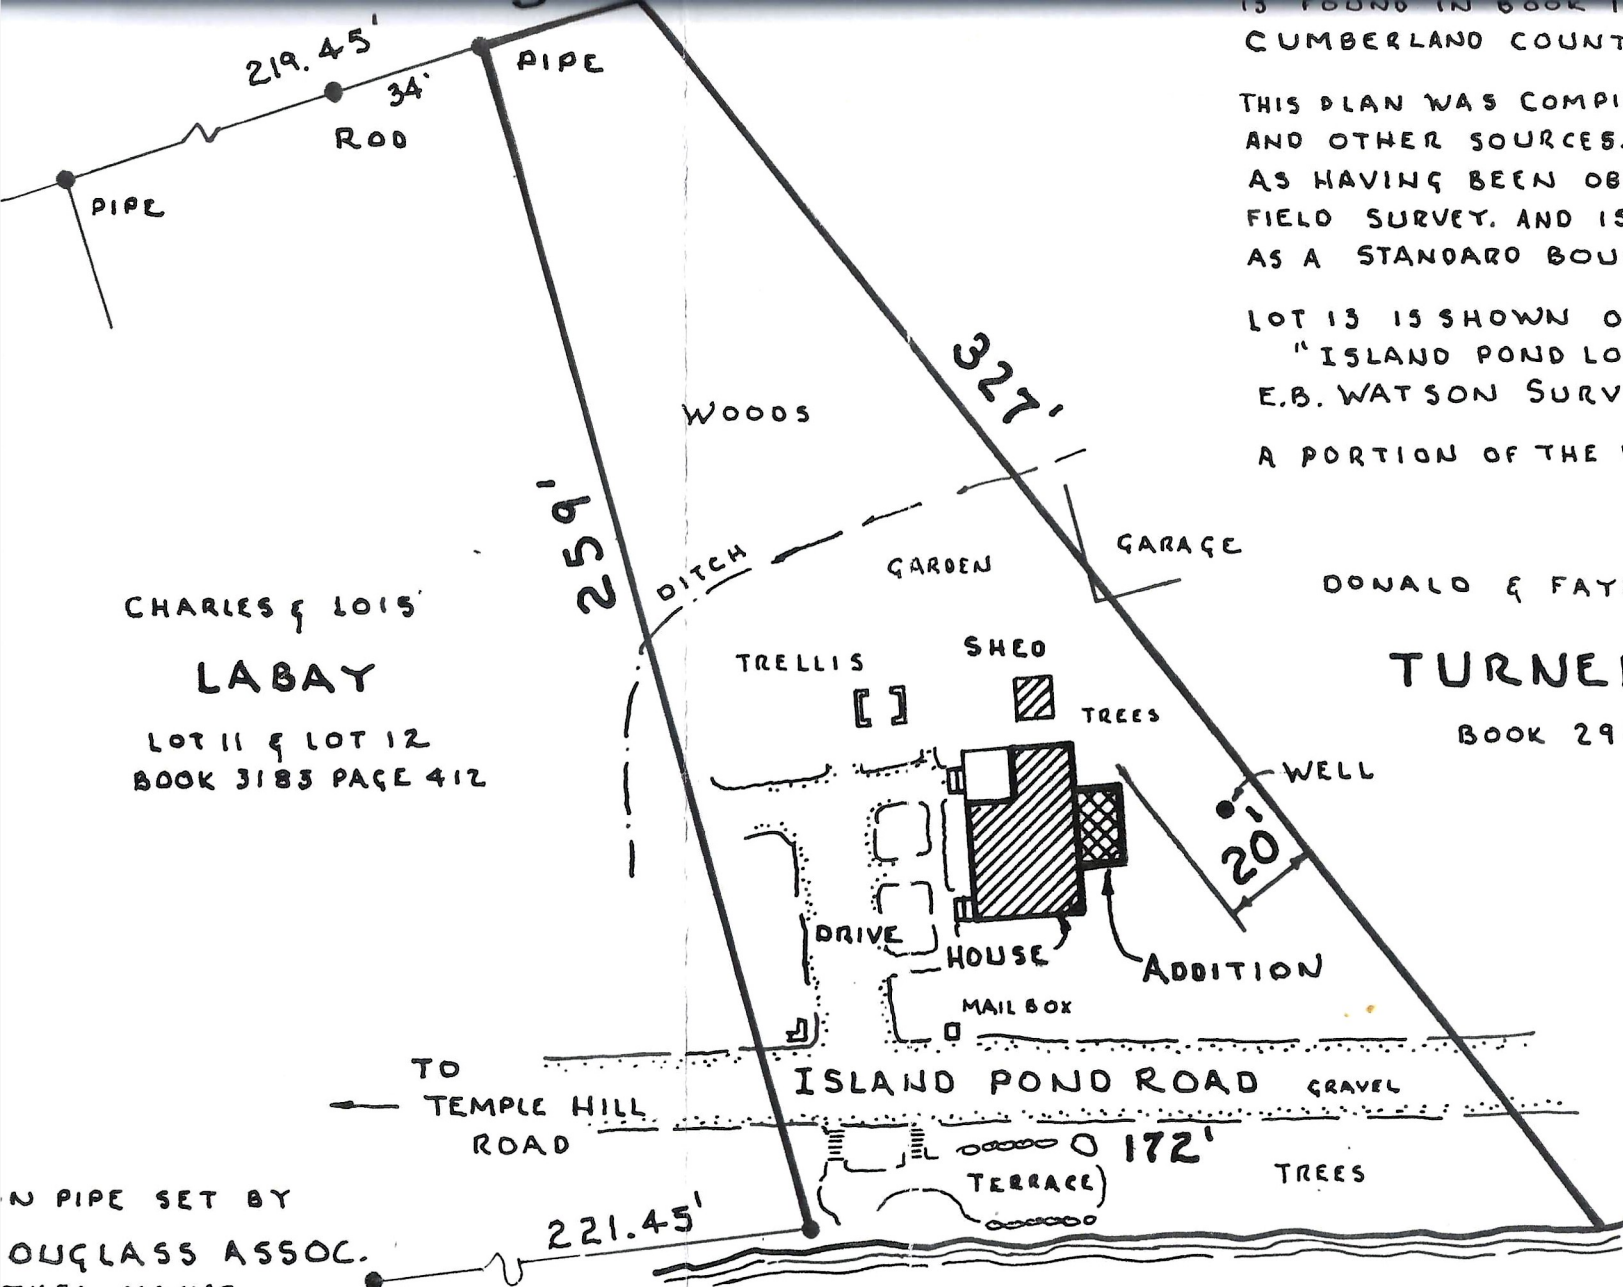 219.45'
34'
PIPE
ROD
PIPE
IS FOUND IN BOOK
CUMBERLAND COUNT
THIS PLAN WAS COMPI
AND OTHER SOURCES.
AS HAVING BEEN OB
FIELD SURVEY. AND IS
AS A STANDARD BOU
LOT 13 IS SHOWN O
"ISLAND POND LO
E.B. WATSON SURV
A PORTION OF THE
327'
WOODS
259'
DITCH
GARDEN
GARAGE
CHARLES & LOIS
LABAY
LOT 11 & LOT 12
BOOK 3183 PAGE 412
DONALD & FAY
TURNE
BOOK 29
TRELLIS
SHED
TREES
WELL
20'
DRIVE
HOUSE
ADDITION
MAIL BOX
TO
TEMPLE HILL
ROAD
ISLAND POND ROAD GRAVEL
172'
TERRACE
TREES
N PIPE SET BY
OUGLASS ASSOC.
221.45'